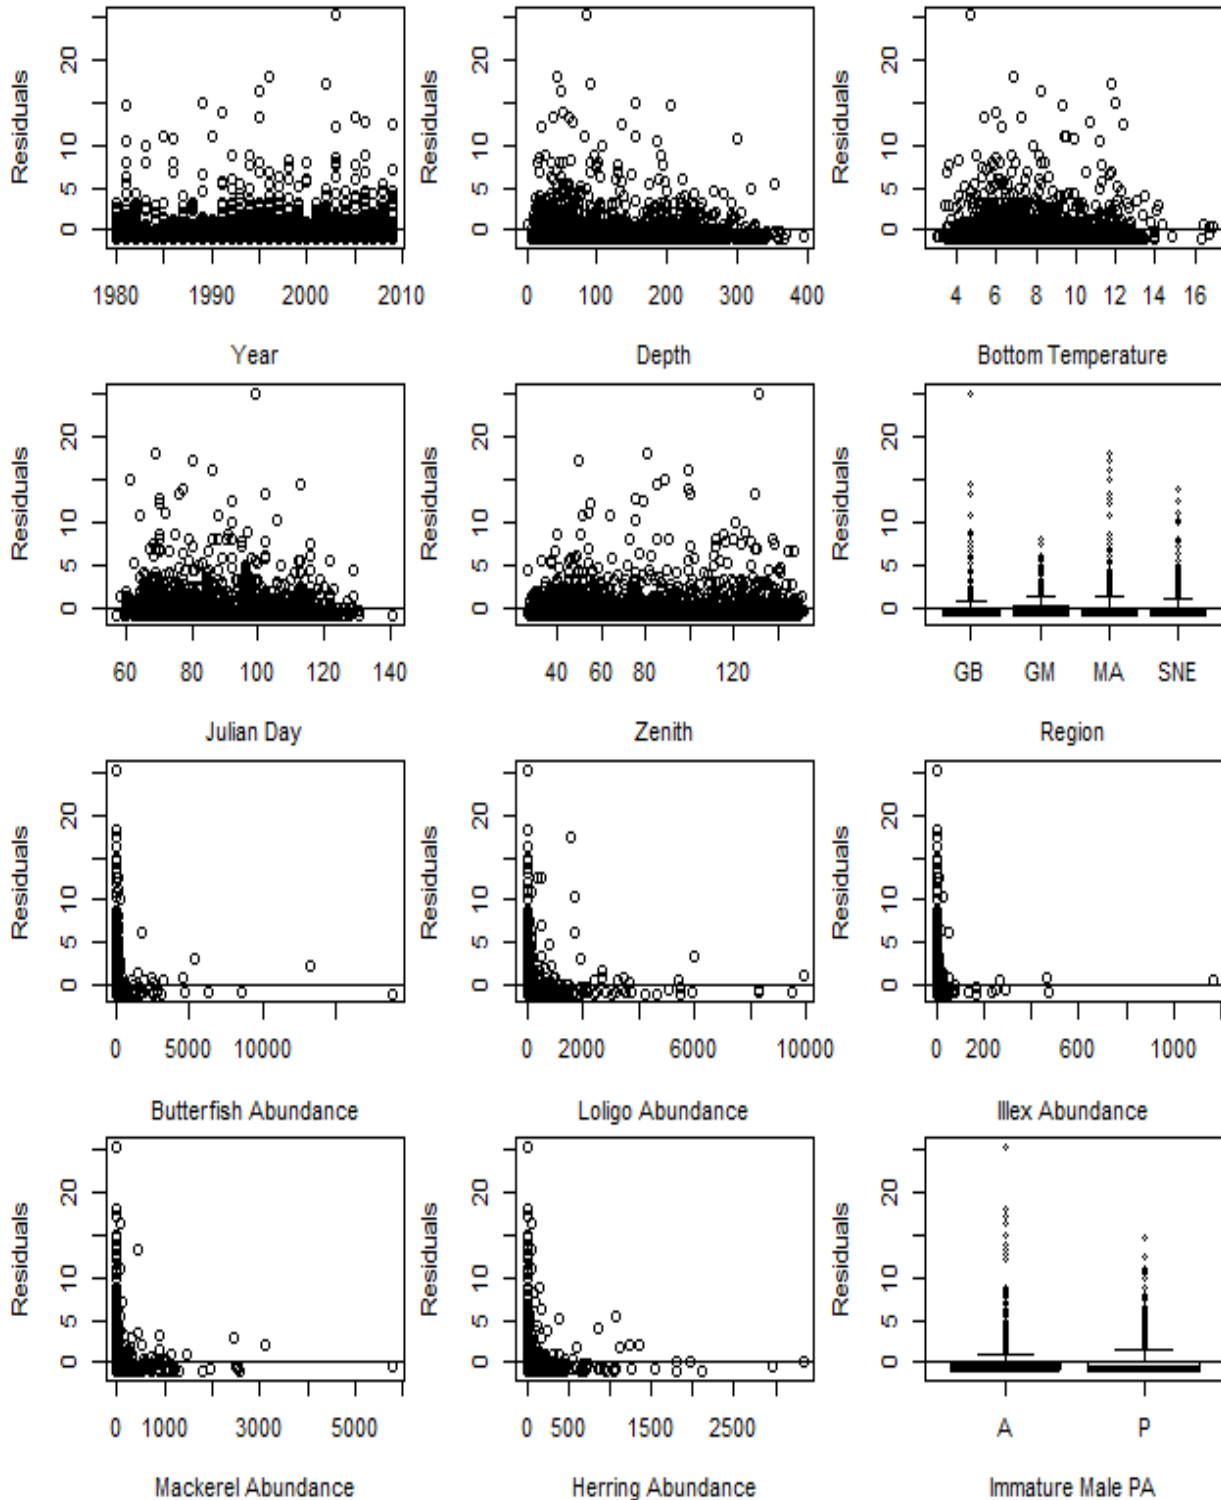 Residuals
20
10
5
0
1980 1990 2000 2010
Year
Residuals
20
10
5
0
0 100 200 300 400
Depth
Residuals
20
10
5
0
4 6 8 10 12 14 16
Bottom Temperature
Residuals
20
10
5
0
60 80 100 120 140
Julian Day
Residuals
20
10
5
0
40 60 80 120
Zenith
Residuals
20
10
5
0
GB GM MA SNE
Region
Residuals
20
10
5
0
0 5000 10000
Butterfish Abundance
Residuals
20
10
5
0
0 2000 6000 10000
Loligo Abundance
Residuals
20
10
5
0
0 200 600 1000
Illex Abundance
Residuals
20
10
5
0
0 1000 3000 5000
Mackerel Abundance
Residuals
20
10
5
0
0 500 1500 2500
Herring Abundance
Residuals
20
10
5
0
A P
Immature Male PA